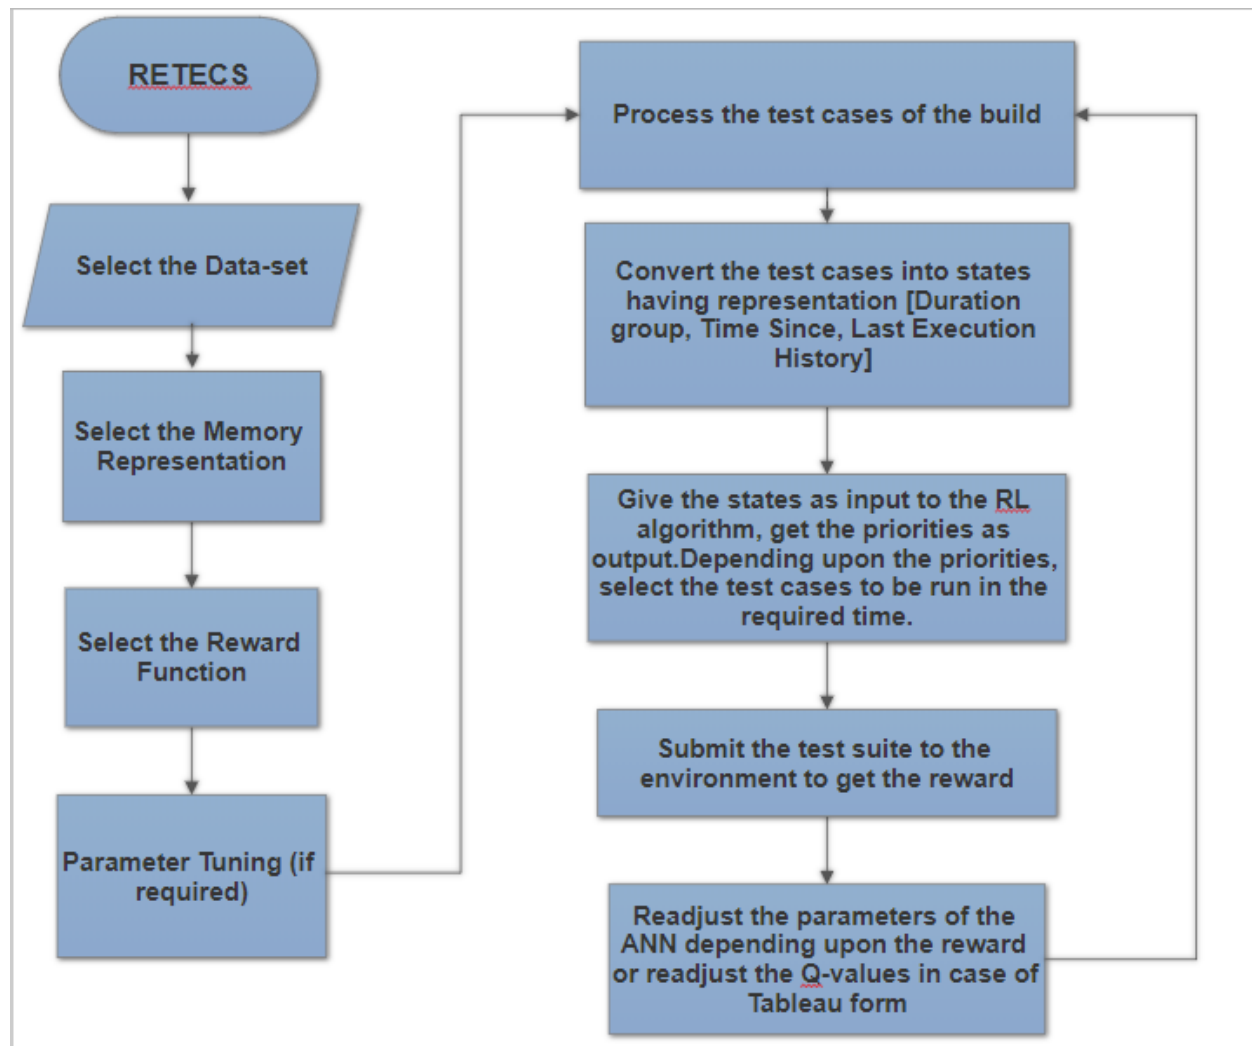 RETECS
Select the Data-set
Select the Memory
Representation
Select the Reward
Function
Parameter Tuning (if
required)
Process the test cases of the build
Convert the test cases into states
having representation [Duration
group, Time Since, Last Execution
History]
Give the states as input to the RL
algorithm, get the priorities as
output.Depending upon the priorities,
select the test cases to be run in the
required time.
Submit the test suite to the
environment to get the reward
Readjust the parameters of the
ANN depending upon the reward
or readjust the Q-values in case of
Tableau form